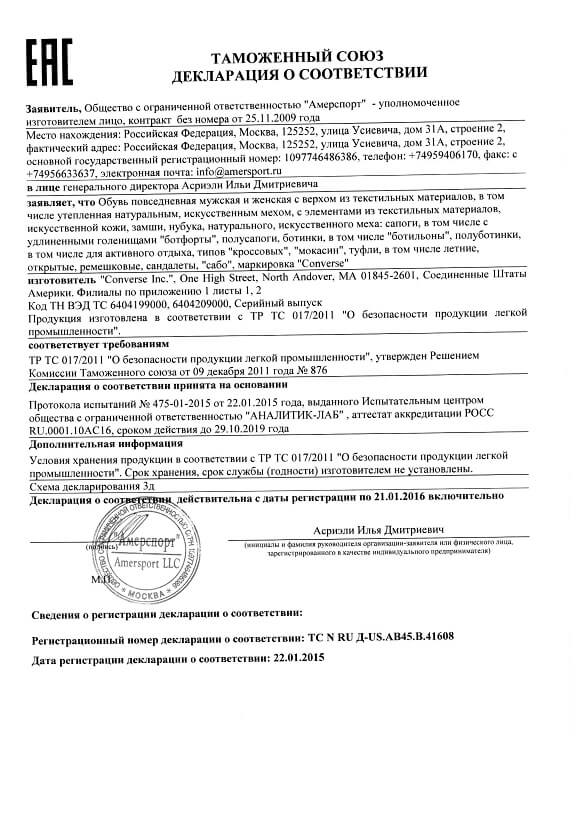 EAC
ТАМОЖЕННЫЙ СОЮЗ
ДЕКЛАРАЦИЯ О СООТВЕТСТВИИ
Заявитель, Общество с ограниченной ответственностью "Амерспорт" - уполномоченное
изготовителем лицо, контракт без номера от 25.11.2009 года
Место нахождения: Российская Федерация, Москва, 125252, улица Усиевича, дом 31А, строение 2,
фактический адрес: Российская Федерация, Москва, 125252, улица Усиевича, дом 31А, строение 2,
основной государственный регистрационный номер: 1097746486386, телефон: +74959406170, факс: с
+74956633637, электронная почта: info@amersport.ru
в лице генерального директора Асриэли Ильи Дмитриевича
заявляет, что Обувь повседневная мужская и женская с верхом из текстильных материалов, в том
числе утепленная натуральным, искусственным мехом, с элементами из текстильных материалов,
искусственной кожи, замши, нубука, натурального, искусственного меха: сапоги, в том числе с
удлиненными голенищами "ботфорты", полусапоги, ботинки, в том числе "ботильоны", полуботинки,
в том числе для активного отдыха, типов "кроссовых", "мокасин", туфли, в том числе летние,
открытые, ремешковые, сандалеты, "сабо", маркировка "Converse"
изготовитель "Converse Inc.", One High Street, North Andover, MA 01845-2601, Соединенные Штаты
Америки. Филиалы по приложению 1 листы 1, 2
Код ТН ВЭД ТС 6404199000, 6404209000, Серийный выпуск
Продукция изготовлена в соответствии с ТР ТС 017/2011 "О безопасности продукции легкой
промышленности".
соответствует требованиям
ТР ТС 017/2011 "О безопасности продукции легкой промышленности", утвержден Решением
Комиссии Таможенного союза от 09 декабря 2011 года № 876
Декларация о соответствии принята на основании
Протокола испытаний № 475-01-2015 от 22.01.2015 года, выданного Испытательным центром
общества с ограниченной ответственностью "АНАЛИТИК-ЛАБ" , аттестат аккредитации РОСС
RU.0001.10АС16, сроком действия до 29.10.2019 года
Дополнительная информация
Условия хранения продукции в соответствии с ТР ТС 017/2011 "О безопасности продукции легкой
промышленности". Срок хранения, срок службы (годности) изготовителем не установлены.
Схема декларирования 3д
Декларация о соответствии действительна с даты регистрации по 21.01.2016 включительно
ОБЩЕСТВО С ОГРАНИЧЕННОЙ ОТВЕТСТВЕННОСТЬЮ
"Амерспорт"
Amersport LLC
МОСКВА
(подпись)
М.П.
Асриэли Илья Дмитриевич
(инициалы и фамилия руководителя организации-заявителя или физического лица,
зарегистрированного в качестве индивидуального предпринимателя)
Сведения о регистрации декларации о соответствии:
Регистрационный номер декларации о соответствии: ТС N RU Д-US.АВ45.В.41608
Дата регистрации декларации о соответствии: 22.01.2015